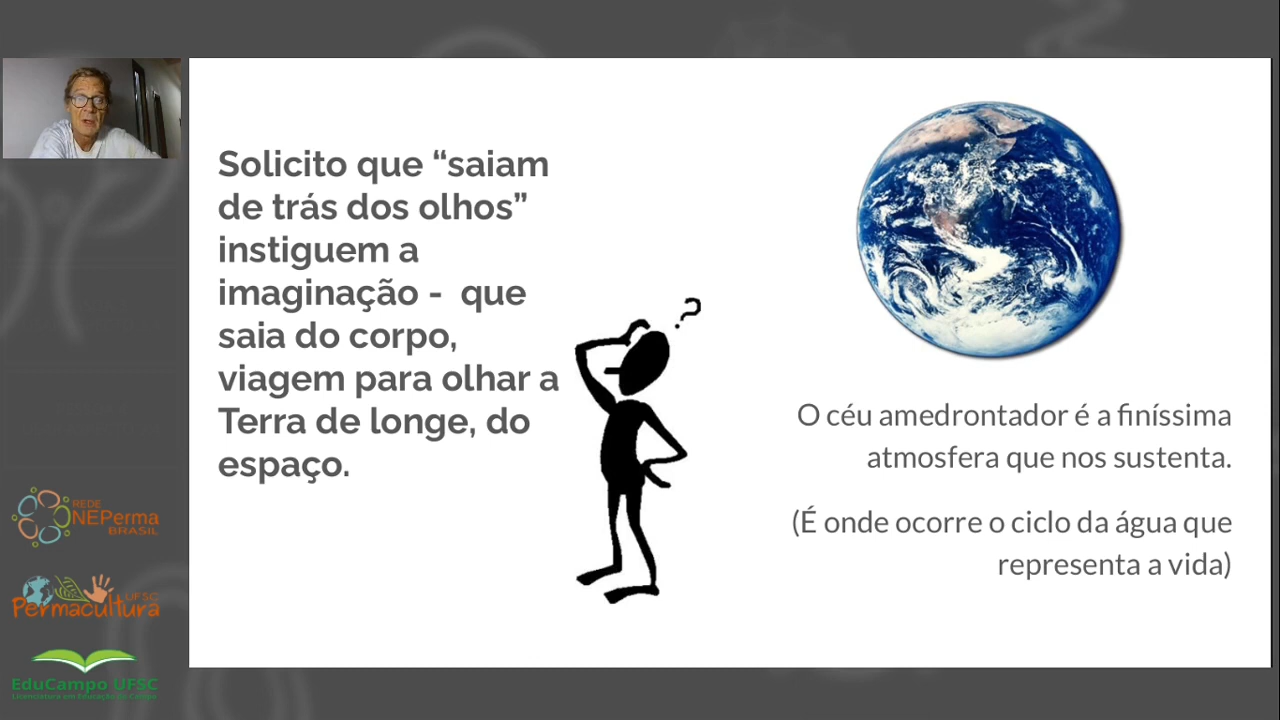 Solicito que “saiam
de trás dos olhos”
instiguem a
imaginação -  que
saia do corpo,
viagem para olhar a
Terra de longe, do
espaço.
?
O céu amedrontador é a finíssima
atmosfera que nos sustenta.
(É onde ocorre o ciclo da água que
representa a vida)
REDE
NEPerma
BRASIL
UFSC
Permacultura
EduCampo UFSC
Licenciatura em Educação do Campo